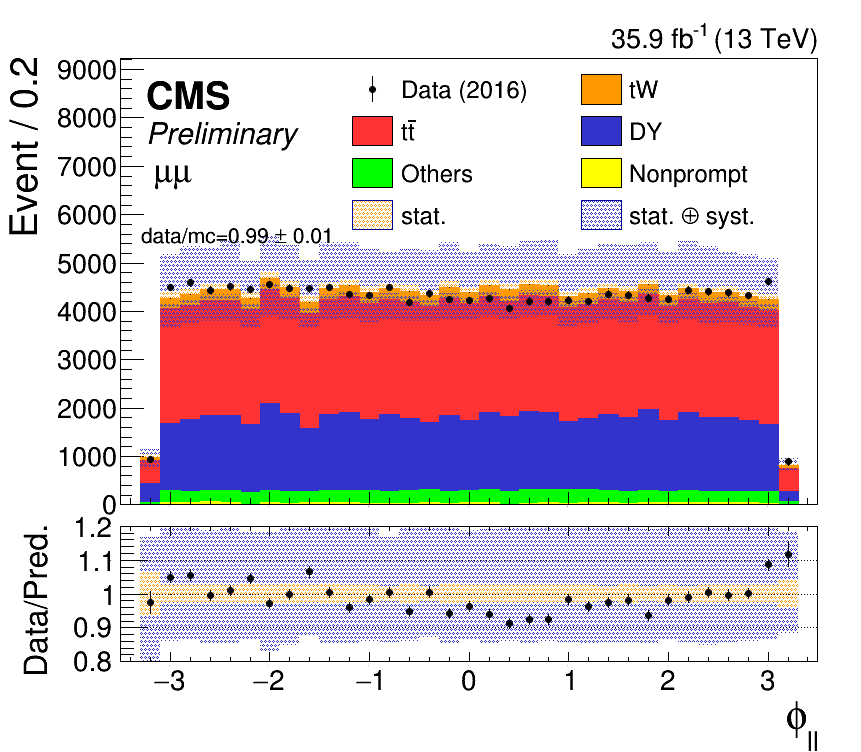 35.9 fb⁻¹ (13 TeV)
Event / 0.2
9000
8000
7000
6000
5000
4000
3000
2000
1000
0
CMS
Preliminary
μμ
data/mc=0.99 ± 0.01
Data (2016)
tW
tt̄
DY
Others
Nonprompt
stat.
stat. ⊕ syst.
Data/Pred.
1.2
1.1
1
0.9
0.8
−3 −2 −1 0 1 2 3
ϕ_ll